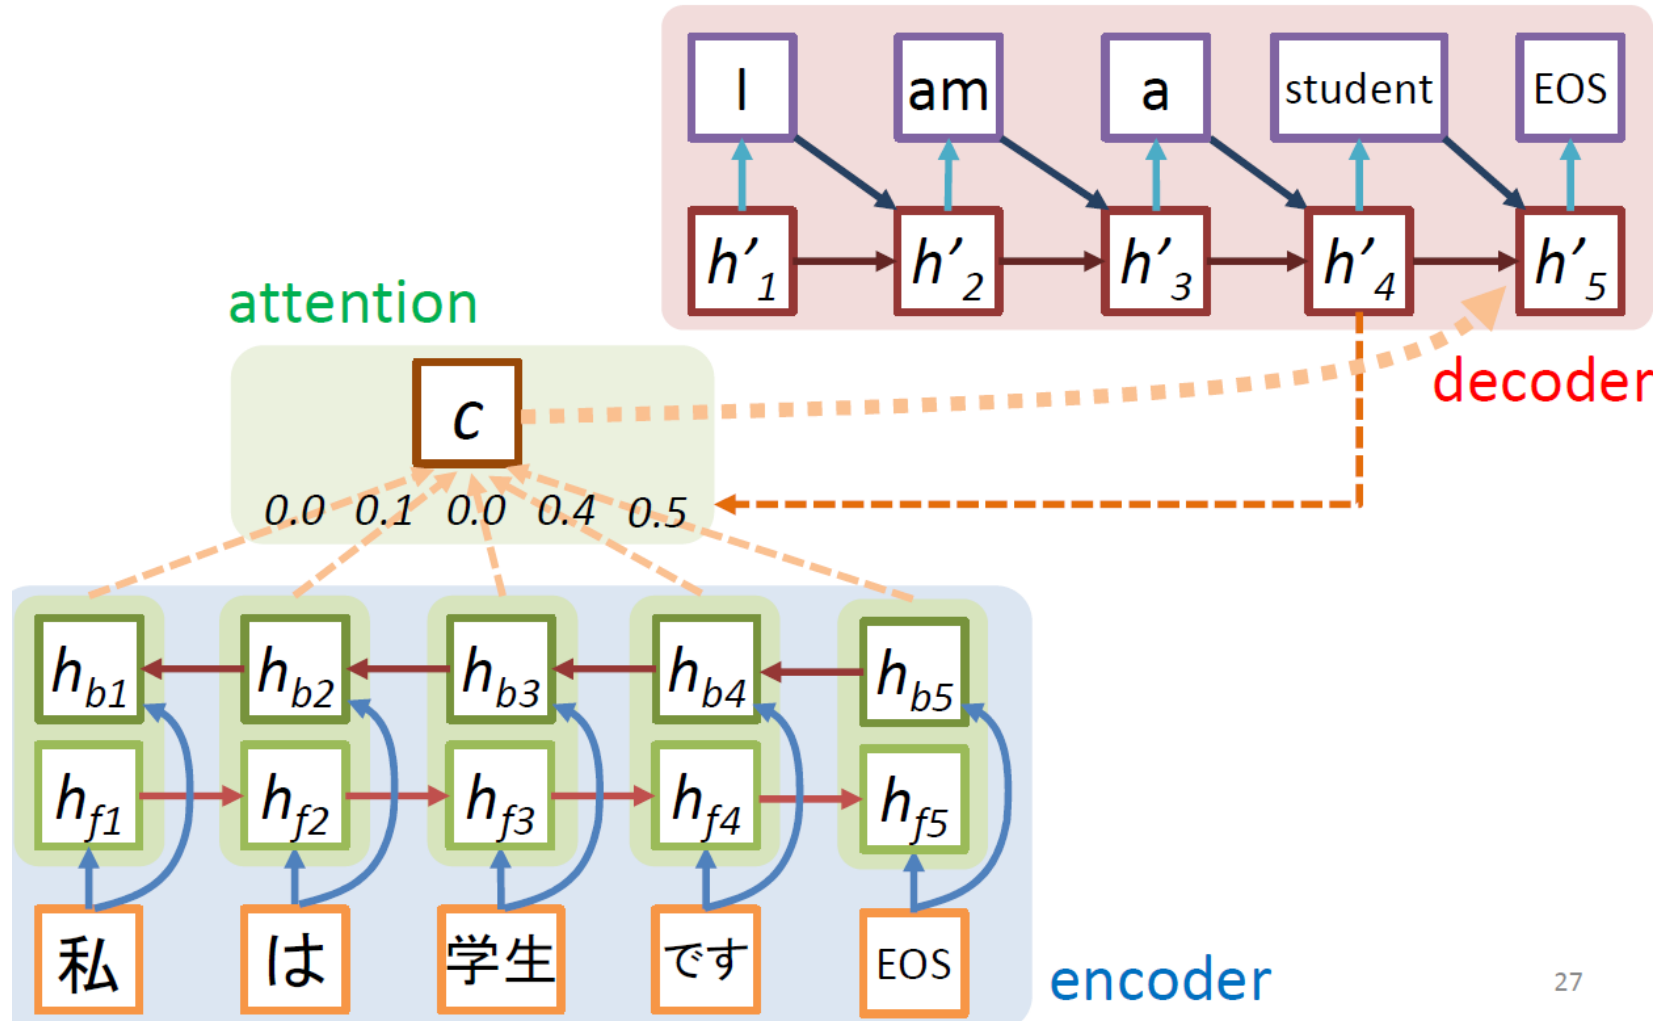 I am a student EOS
h'1 h'2 h'3 h'4 h'5
attention
decoder
c
0.0 0.1 0.0 0.4 0.5
hb1 hb2 hb3 hb4 hb5
hf1 hf2 hf3 hf4 hf5
私 は 学生 です EOS
encoder
27